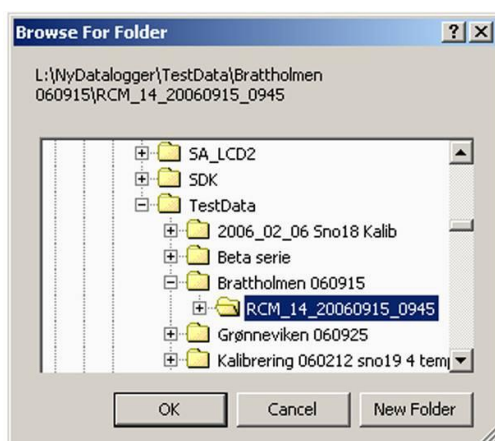 Browse For Folder
L:\NyDatalogger\TestData\Brattholmen
060915\RCM_14_20060915_0945
SA_LCD2
SDK
TestData
2006_02_06 Sno18 Kalib
Beta serie
Brattholmen 060915
RCM_14_20060915_0945
Grønneviken 060925
Kalibrering 060212 sno19 4 temp
OK Cancel New Folder